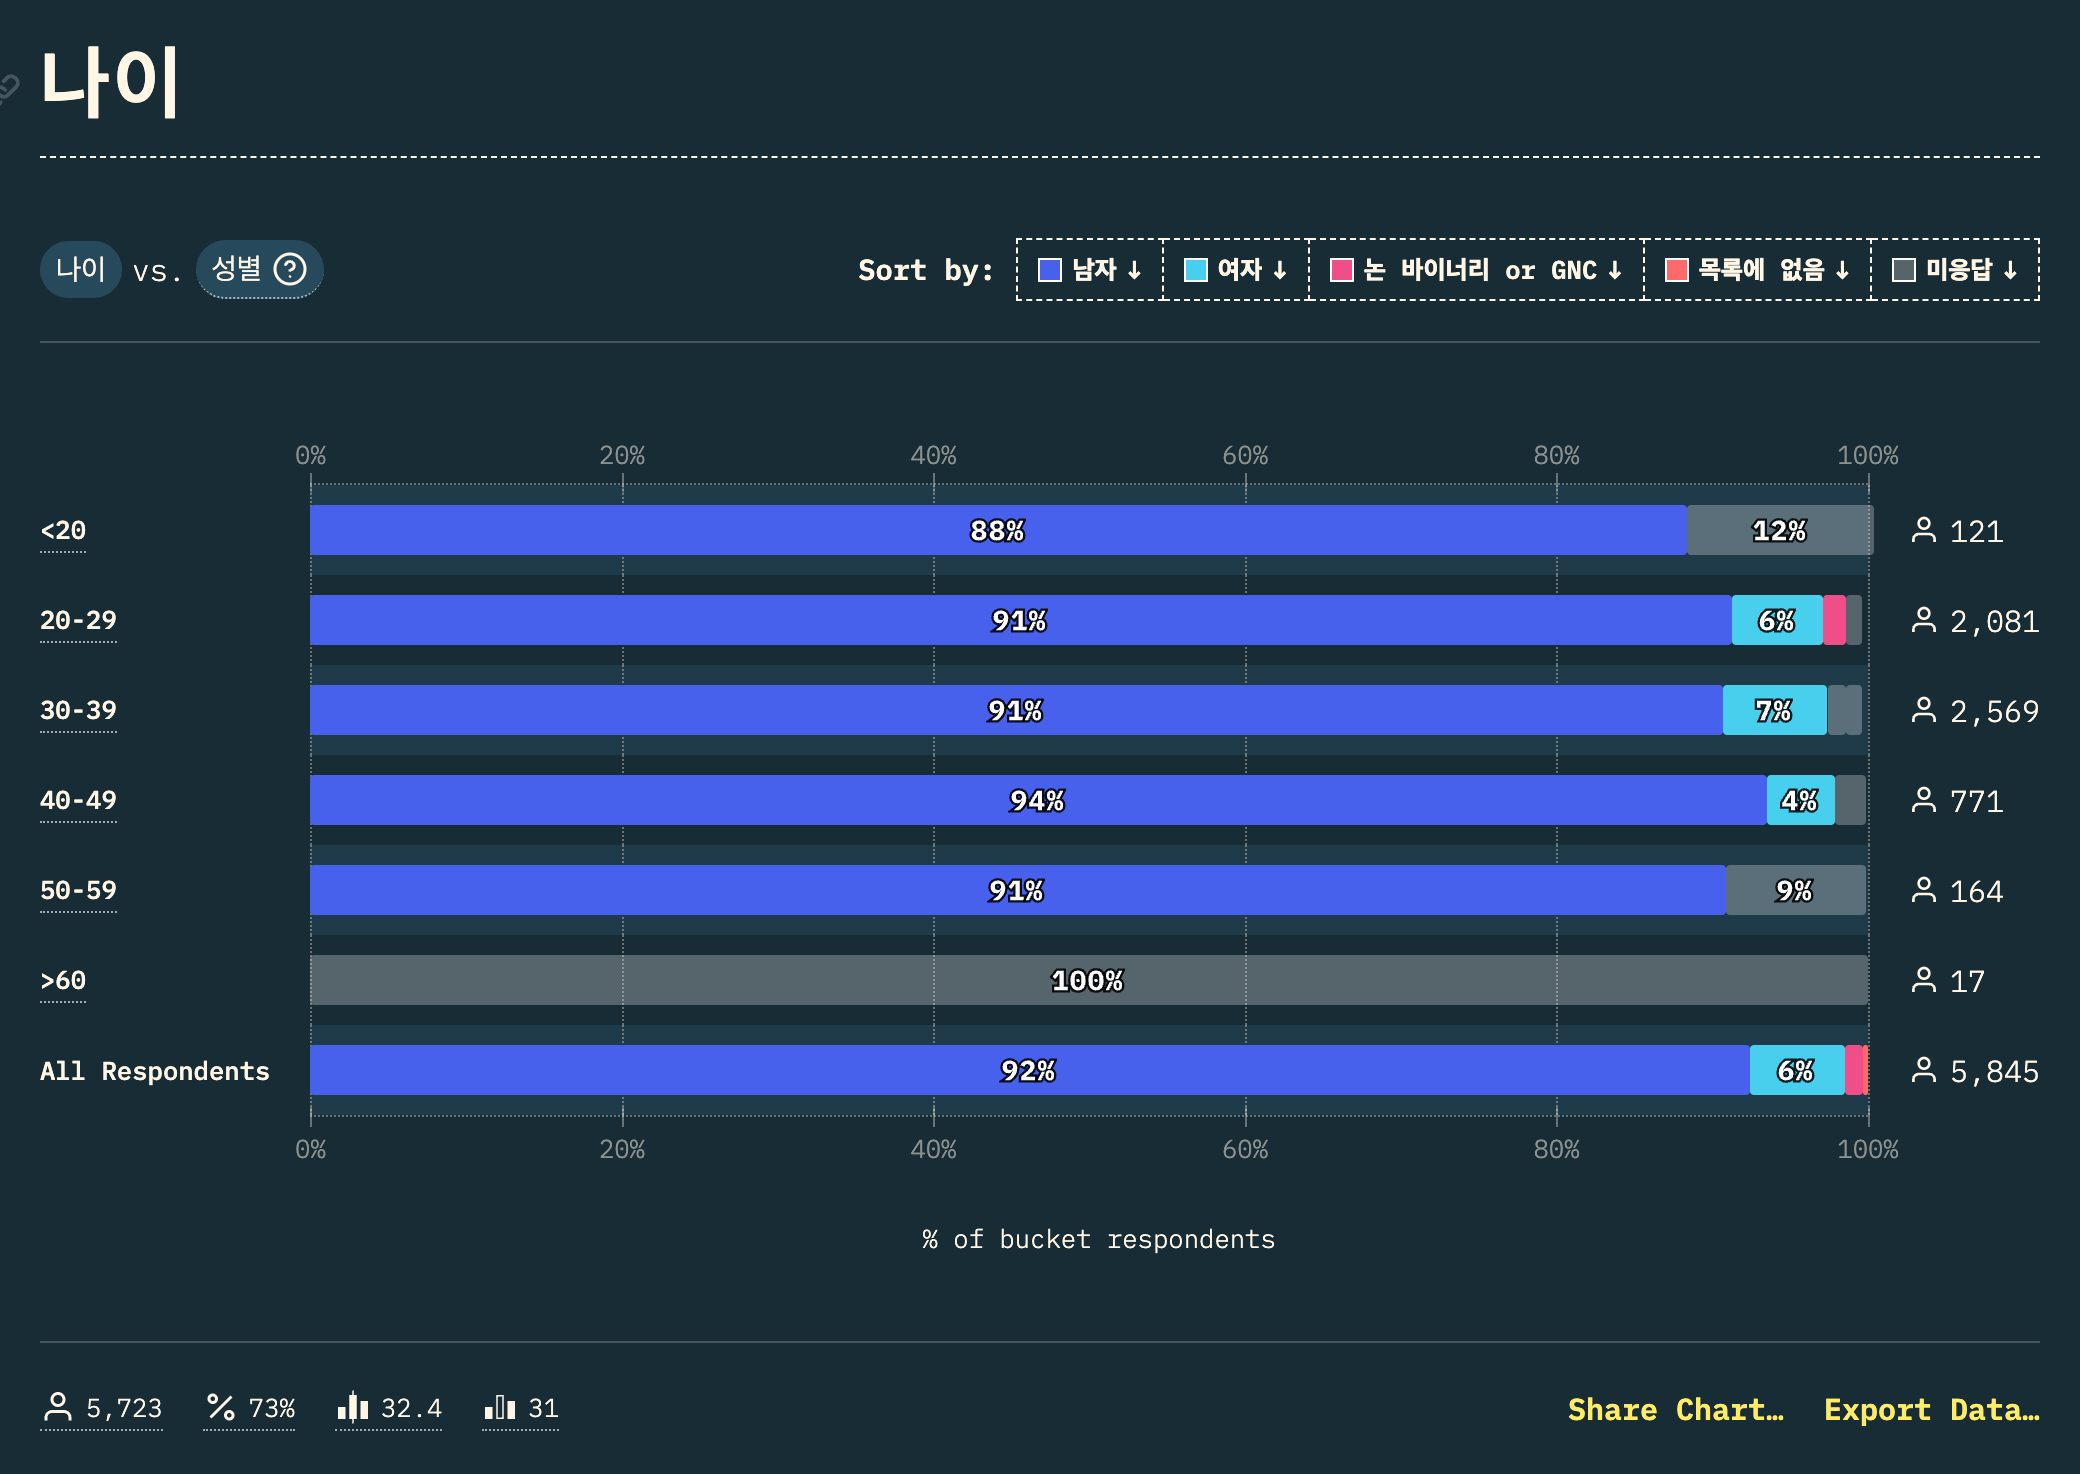 나이
나이 vs. 성별
Sort by: 남자 ↓ 여자 ↓ 논 바이너리 or GNC ↓ 목록에 없음 ↓ 미응답 ↓
0% 20% 40% 60% 80% 100%
<20 88% 12% 121
20-29 91% 6% 2,081
30-39 91% 7% 2,569
40-49 94% 4% 771
50-59 91% 9% 164
>60 100% 17
All Respondents 92% 6% 5,845
0% 20% 40% 60% 80% 100%
% of bucket respondents
5,723 73% 32.4 31 Share Chart… Export Data…